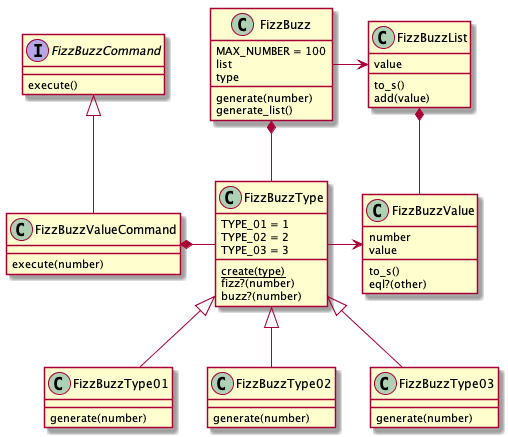 I FizzBuzzCommand
execute()
C FizzBuzz
MAX_NUMBER = 100
list
type
generate(number)
generate_list()
C FizzBuzzList
value
to_s()
add(value)
C FizzBuzzValueCommand
execute(number)
C FizzBuzzType
TYPE_01 = 1
TYPE_02 = 2
TYPE_03 = 3
create(type)
fizz?(number)
buzz?(number)
C FizzBuzzValue
number
value
to_s()
eql?(other)
C FizzBuzzType01
generate(number)
C FizzBuzzType02
generate(number)
C FizzBuzzType03
generate(number)